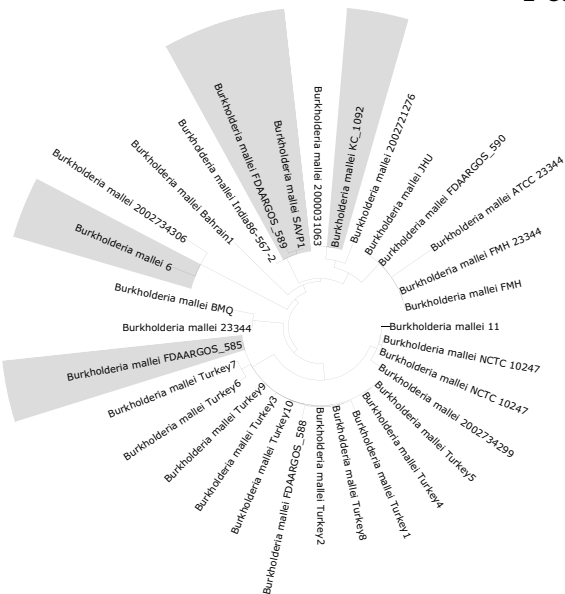 Burkholderia mallei 2000031063
Burkholderia mallei KC_1092
Burkholderia mallei 2002721276
Burkholderia mallei JHU
Burkholderia mallei FDAARGOS_590
Burkholderia mallei ATCC 23344
Burkholderia mallei FMH 23344
Burkholderia mallei FMH
Burkholderia mallei 11
Burkholderia mallei NCTC 10247
Burkholderia mallei NCTC 10247
Burkholderia mallei 2002734299
Burkholderia mallei Turkey5
Burkholderia mallei Turkey4
Burkholderia mallei Turkey1
Burkholderia mallei Turkey8
Burkholderia mallei Turkey2
Burkholderia mallei FDAARGOS_588
Burkholderia mallei Turkey10
Burkholderia mallei Turkey3
Burkholderia mallei Turkey9
Burkholderia mallei Turkey6
Burkholderia mallei Turkey7
Burkholderia mallei FDAARGOS_585
Burkholderia mallei 23344
Burkholderia mallei BMQ
Burkholderia mallei 6
Burkholderia mallei 2002734306
Burkholderia mallei Bahrain1
Burkholderia mallei India86-567-2
Burkholderia mallei FDAARGOS_589
Burkholderia mallei SAVP1